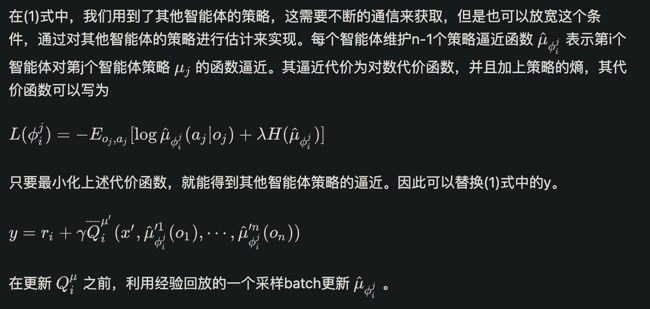 在(1)式中，我们用到了其他智能体的策略，这需要不断的通信来获取，但是也可以放宽这个条
件，通过对其他智能体的策略进行估计来实现。每个智能体维护n-1个策略逼近函数 $\hat{\mu}_{\phi_i^j}$ 表示第i个
智能体对第j个智能体策略 $\mu_j$ 的函数逼近。其逼近代价为对数代价函数，并且加上策略的熵，其代
价函数可以写为
$L(\phi_i^j) = -E_{o_j,a_j}[\log \hat{\mu}_{\phi_i^j}(a_j|o_j) + \lambda H(\hat{\mu}_{\phi_i^j})]$
只要最小化上述代价函数，就能得到其他智能体策略的逼近。因此可以替换(1)式中的y。
$y = r_i + \gamma \overline{Q}_i^{\mu'}(x', \hat{\mu}_{\phi_i^j}'^1(o_1), \cdots, \hat{\mu}_{\phi_i^j}'^n(o_n))$
在更新 $Q_i^\mu$ 之前，利用经验回放的一个采样batch更新 $\hat{\mu}_{\phi_i^j}$ 。